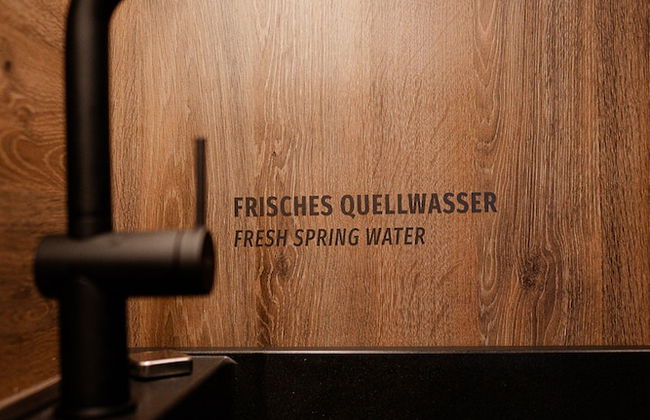 FRISCHES QUELLWASSER
FRESH SPRING WATER